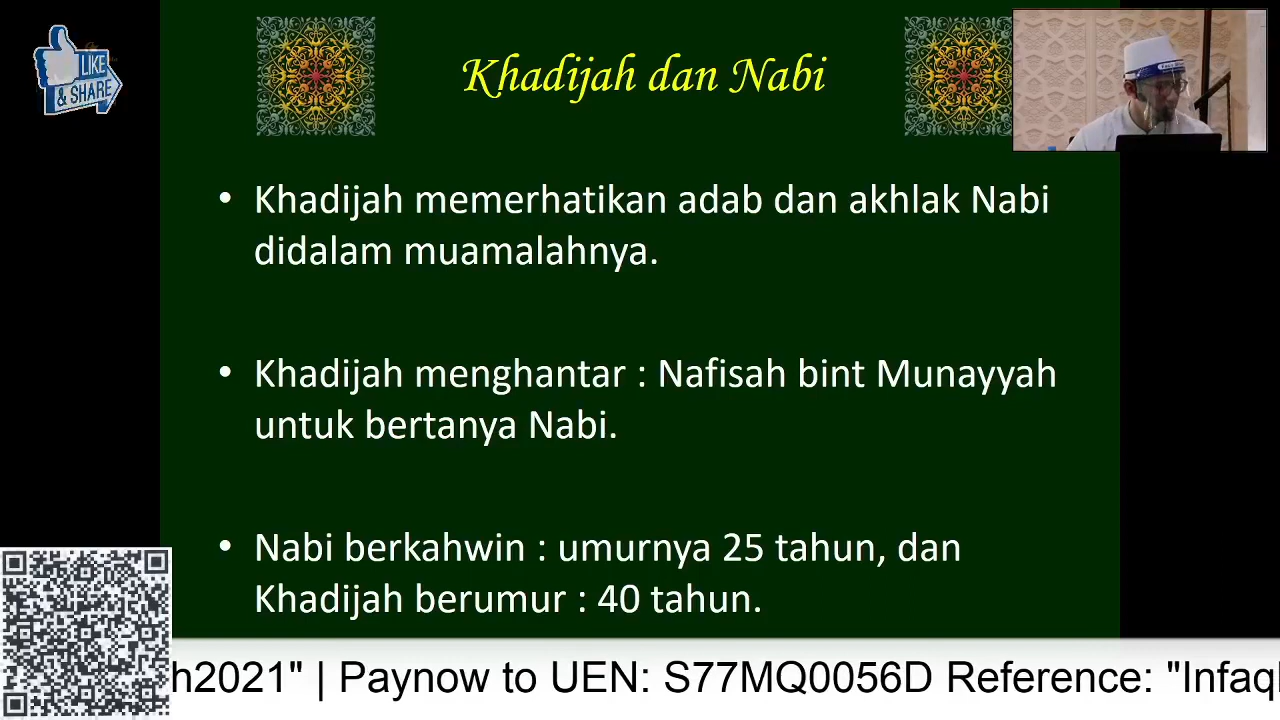 LIKE
& SHARE
Khadijah dan Nabi
• Khadijah memerhatikan adab dan akhlak Nabi
didalam muamalahnya.
• Khadijah menghantar : Nafisah bint Munayyah
untuk bertanya Nabi.
• Nabi berkahwin : umurnya 25 tahun, dan
Khadijah berumur : 40 tahun.
h2021" | Paynow to UEN: S77MQ0056D Reference: "Infaq